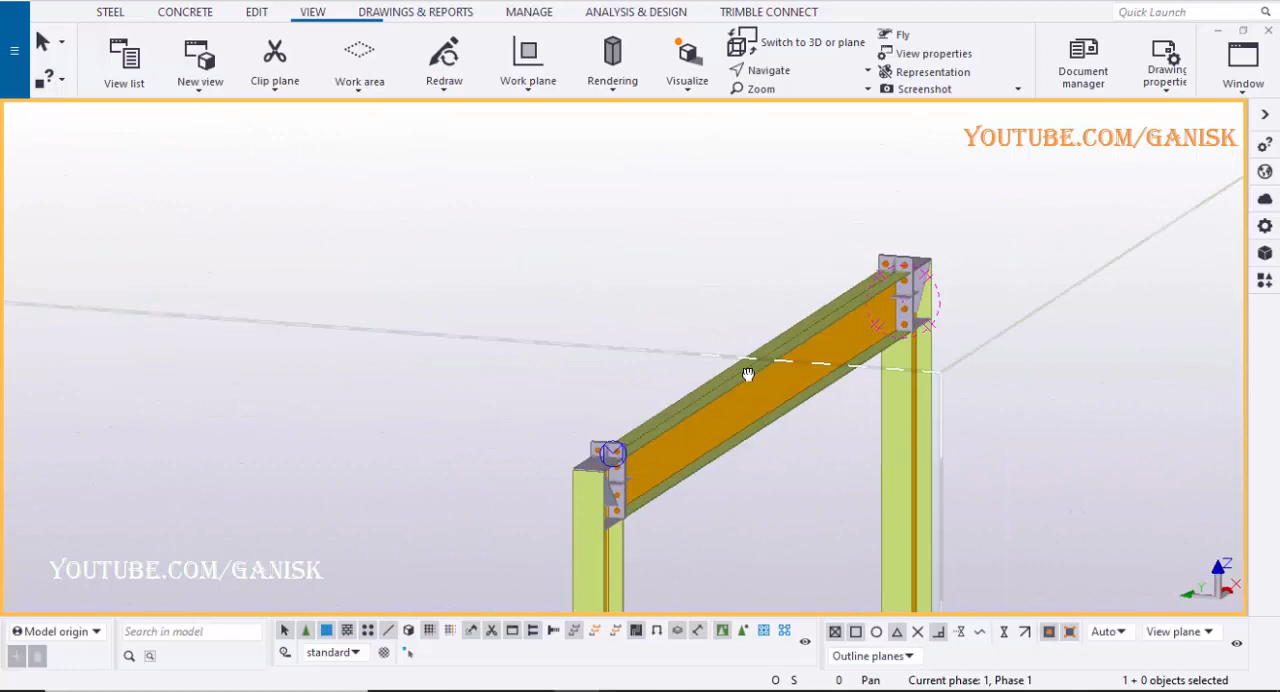 STEEL CONCRETE EDIT VIEW DRAWINGS & REPORTS MANAGE ANALYSIS & DESIGN TRIMBLE CONNECT Quick Launch
View list
New view
Clip plane
Work area
Redraw
Work plane
Rendering
Visualize
Switch to 3D or plane
Navigate
Zoom
Fly
View properties
Representation
Screenshot
Document
manager
Drawing
propertie
Window
YOUTUBE.COM/GANISK
YOUTUBE.COM/GANISK
Z
Y
X
Model origin Search in model Auto View plane
standard Outline planes
O S 0 Pan Current phase: 1, Phase 1 1 + 0 objects selected